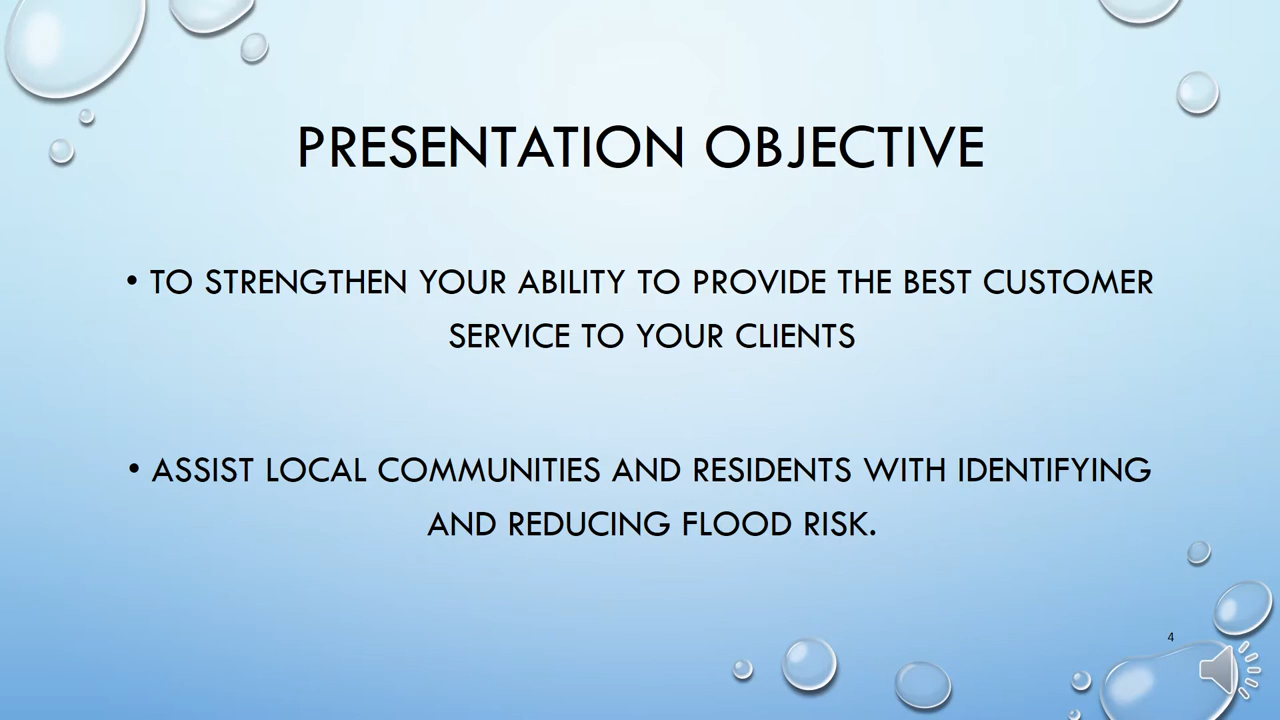 PRESENTATION OBJECTIVE
• TO STRENGTHEN YOUR ABILITY TO PROVIDE THE BEST CUSTOMER
SERVICE TO YOUR CLIENTS
• ASSIST LOCAL COMMUNITIES AND RESIDENTS WITH IDENTIFYING
AND REDUCING FLOOD RISK.
4